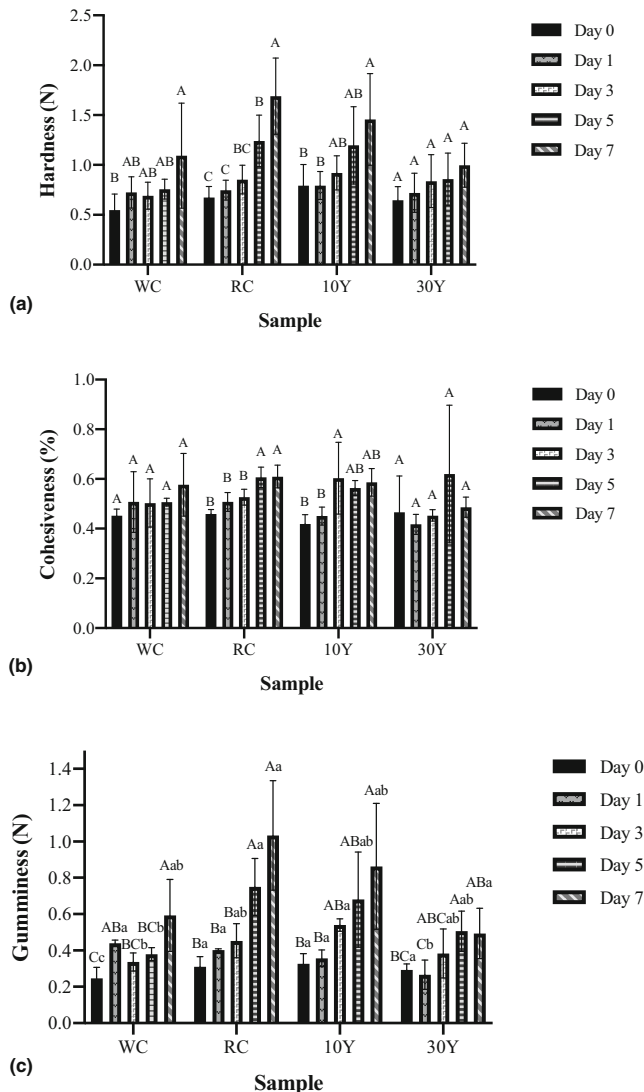 Hardness (N)
2.5
2.0
1.5
1.0
0.5
0.0
B AB AB AB A
C C BC B A
B B AB AB A
A A A A A
WC RC 10Y 30Y
Sample
(a)
Day 0
Day 1
Day 3
Day 5
Day 7
Cohesiveness (%)
1.0
0.8
0.6
0.4
0.2
0.0
A A A A A
B B B A A
B B A AB AB
A A A A A
WC RC 10Y 30Y
Sample
(b)
Day 0
Day 1
Day 3
Day 5
Day 7
Gumminess (N)
1.4
1.2
1.0
0.8
0.6
0.4
0.2
0.0
Cc ABa BCb BCb Aab
Ba Ba Bab Aa Aa
Ba Ba ABa ABab Aab
BCa Cb ABCab Aab ABa
WC RC 10Y 30Y
Sample
(c)
Day 0
Day 1
Day 3
Day 5
Day 7